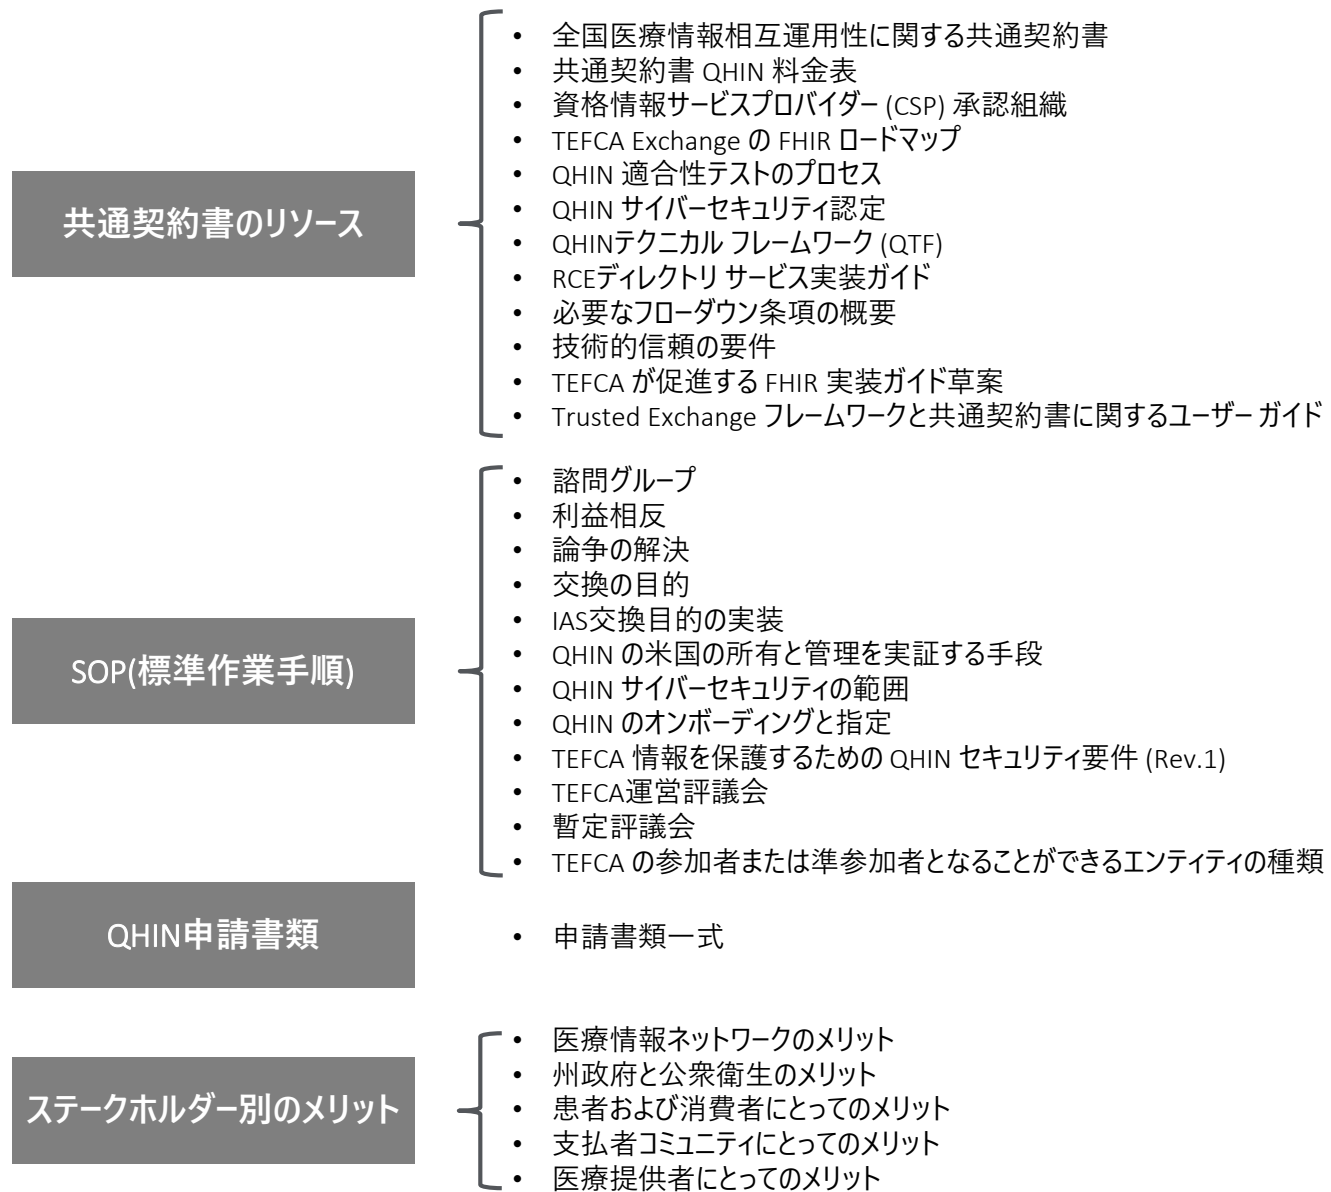 共通契約書のリソース
• 全国医療情報相互運用性に関する共通契約書
• 共通契約書 QHIN 料金表
• 資格情報サービスプロバイダー (CSP) 承認組織
• TEFCA Exchange の FHIR ロードマップ
• QHIN 適合性テストのプロセス
• QHIN サイバーセキュリティ認定
• QHINテクニカル フレームワーク (QTF)
• RCEディレクトリ サービス実装ガイド
• 必要なフローダウン条項の概要
• 技術的信頼の要件
• TEFCA が促進する FHIR 実装ガイド草案
• Trusted Exchange フレームワークと共通契約書に関するユーザー ガイド
SOP(標準作業手順)
• 諮問グループ
• 利益相反
• 論争の解決
• 交換の目的
• IAS交換目的の実装
• QHIN の米国の所有と管理を実証する手段
• QHIN サイバーセキュリティの範囲
• QHIN のオンボーディングと指定
• TEFCA 情報を保護するための QHIN セキュリティ要件 (Rev.1)
• TEFCA運営評議会
• 暫定評議会
• TEFCA の参加者または準参加者となることができるエンティティの種類
QHIN申請書類
• 申請書類一式
ステークホルダー別のメリット
• 医療情報ネットワークのメリット
• 州政府と公衆衛生のメリット
• 患者および消費者にとってのメリット
• 支払者コミュニティにとってのメリット
• 医療提供者にとってのメリット